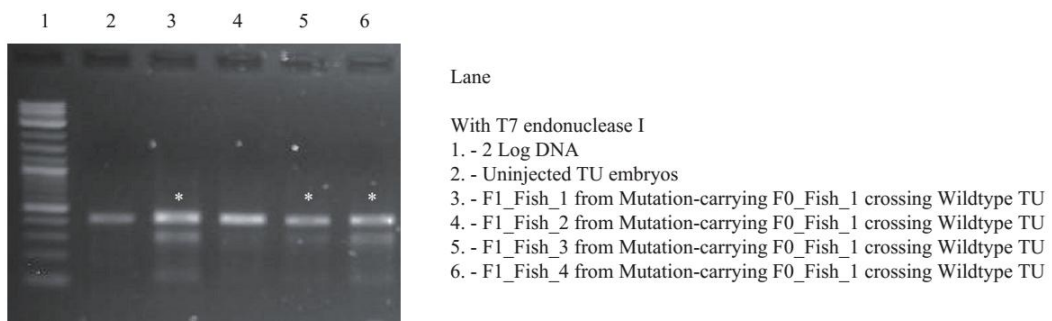 1 2 3 4 5 6
* * *
Lane
With T7 endonuclease I
1. - 2 Log DNA
2. - Uninjected TU embryos
3. - F1_Fish_1 from Mutation-carrying F0_Fish_1 crossing Wildtype TU
4. - F1_Fish_2 from Mutation-carrying F0_Fish_1 crossing Wildtype TU
5. - F1_Fish_3 from Mutation-carrying F0_Fish_1 crossing Wildtype TU
6. - F1_Fish_4 from Mutation-carrying F0_Fish_1 crossing Wildtype TU